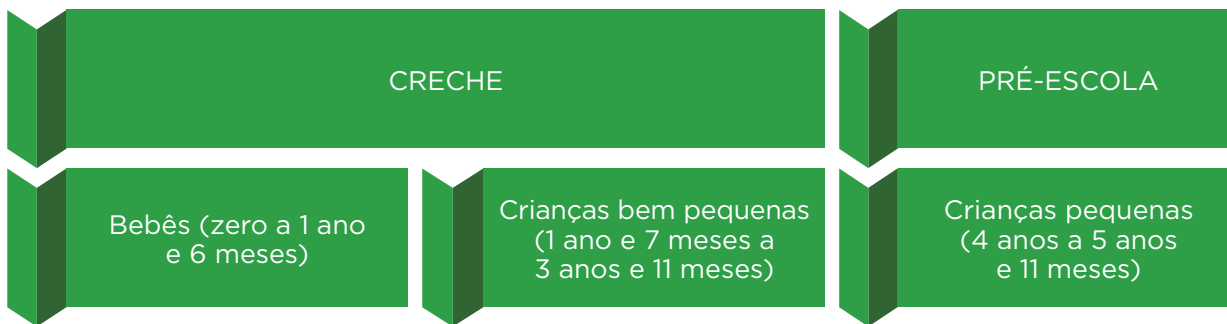 CRECHE
PRÉ-ESCOLA
Bebês (zero a 1 ano
e 6 meses)
Crianças bem pequenas
(1 ano e 7 meses a
3 anos e 11 meses)
Crianças pequenas
(4 anos a 5 anos
e 11 meses)